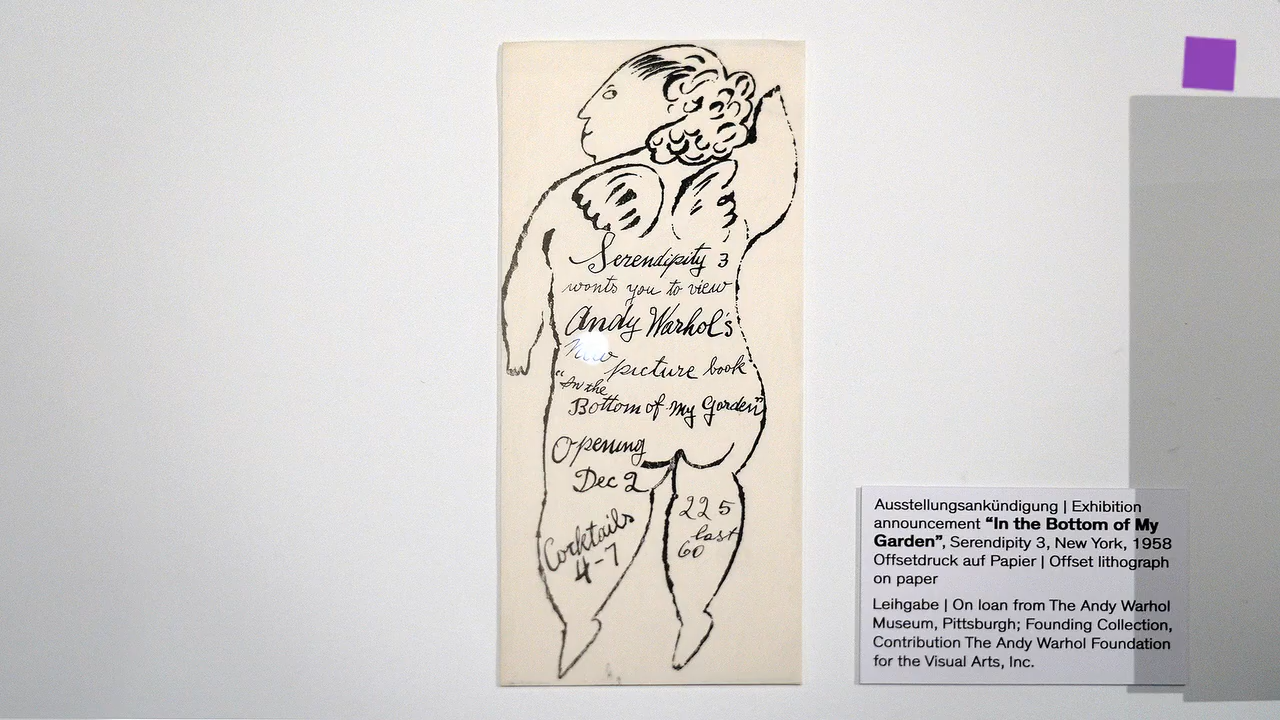 Serendipity 3
wants you to view
Andy Warhol's
New
picture book
"In the
Bottom of My Garden"
Opening
Dec 2
Cocktails
4-7
225
East
60
Ausstellungsankündigung | Exhibition
announcement “In the Bottom of My
Garden”, Serendipity 3, New York, 1958
Offsetdruck auf Papier | Offset lithograph
on paper
Leihgabe | On loan from The Andy Warhol
Museum, Pittsburgh; Founding Collection,
Contribution The Andy Warhol Foundation
for the Visual Arts, Inc.